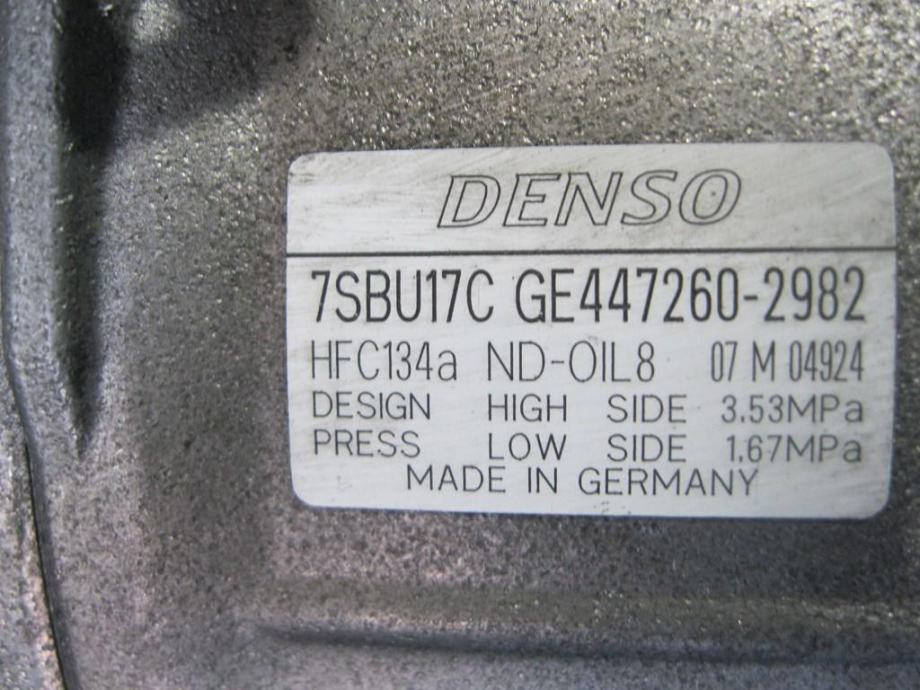 DENSO
7SBU17C GE447260-2982
HFC134a ND-OIL8 07 M 04924
DESIGN HIGH SIDE 3.53MPa
PRESS LOW SIDE 1.67MPa
MADE IN GERMANY